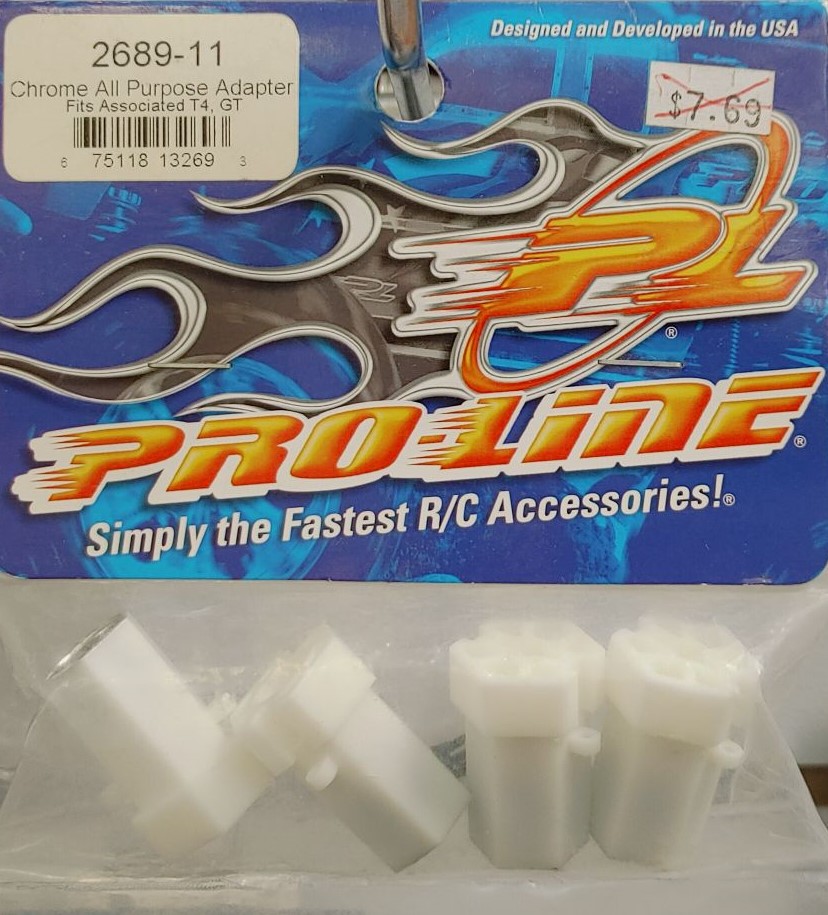 2689-11
Chrome All Purpose Adapter
Fits Associated T4, GT
6 75118 13269 3
Designed and Developed in the USA
$7.69
PL
®
PRO-LINE®
Simply the Fastest R/C Accessories!®